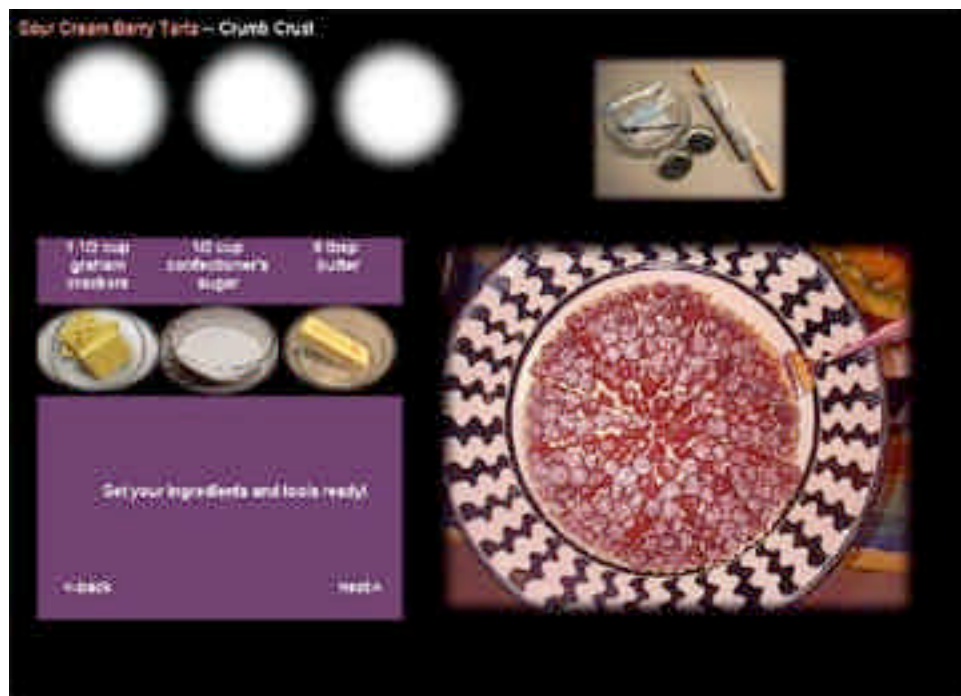 Sour Cream Berry Tarts -- Crumb Crust
1 1/2 cup
graham
crackers
1/2 cup
confectioner's
sugar
tbsp
butter
Get your ingredients and tools ready!
<-back
next->